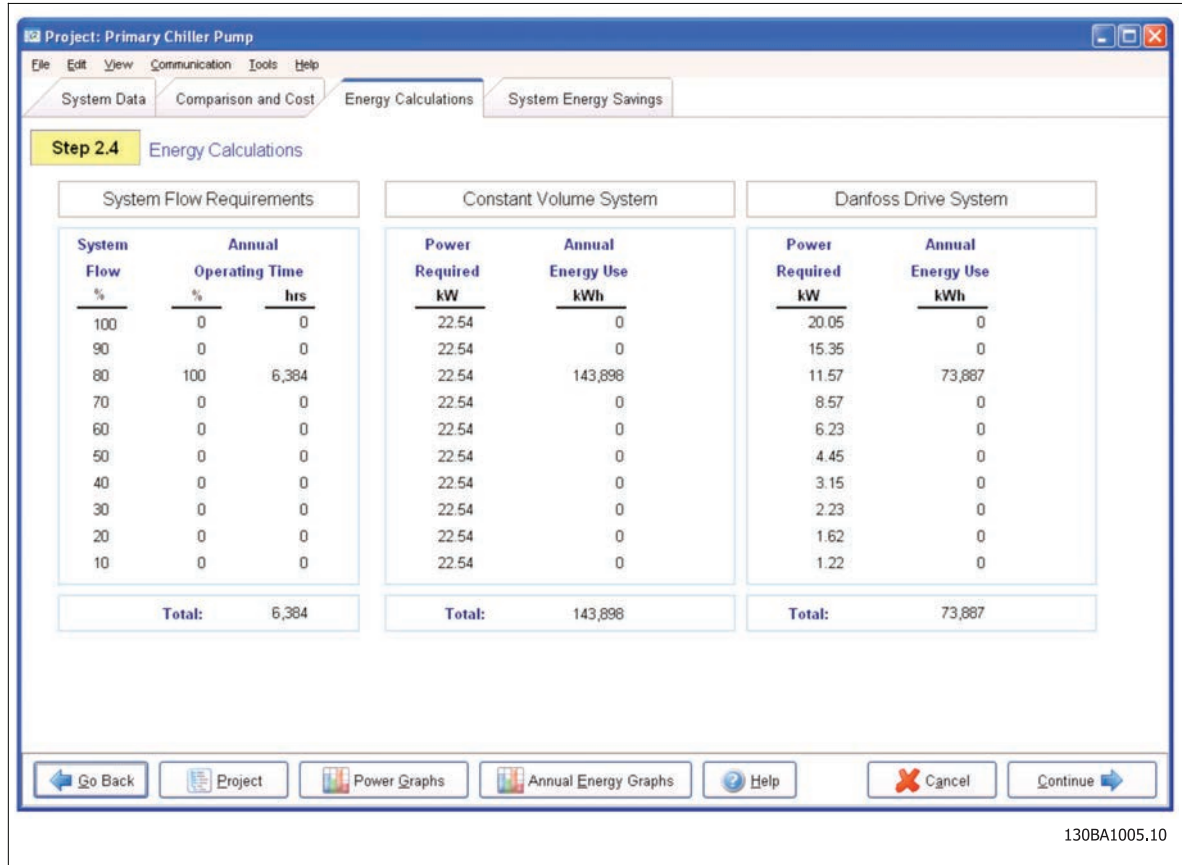 Project: Primary Chiller Pump
File Edit View Communication Tools Help
System Data Comparison and Cost Energy Calculations System Energy Savings
Step 2.4 Energy Calculations
System Flow Requirements Constant Volume System Danfoss Drive System
System Annual Power Annual Power Annual
Flow Operating Time Required Energy Use Required Energy Use
% % hrs kW kWh kW kWh
100 0 0 22.54 0 20.05 0
90 0 0 22.54 0 15.35 0
80 100 6,384 22.54 143,898 11.57 73,887
70 0 0 22.54 0 8.57 0
60 0 0 22.54 0 6.23 0
50 0 0 22.54 0 4.45 0
40 0 0 22.54 0 3.15 0
30 0 0 22.54 0 2.23 0
20 0 0 22.54 0 1.62 0
10 0 0 22.54 0 1.22 0
Total: 6,384 Total: 143,898 Total: 73,887
Go Back Project Power Graphs Annual Energy Graphs Help Cancel Continue
130BA1005.10